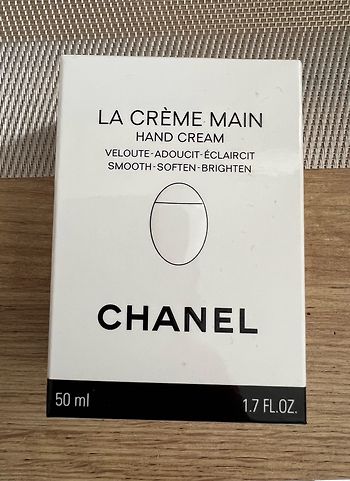 LA CRÈME MAIN
HAND CREAM
VELOUTE-ADOUCIT-ÉCLAIRCIT
SMOOTH-SOFTEN-BRIGHTEN
CHANEL
50 ml
1.7 FL.OZ.